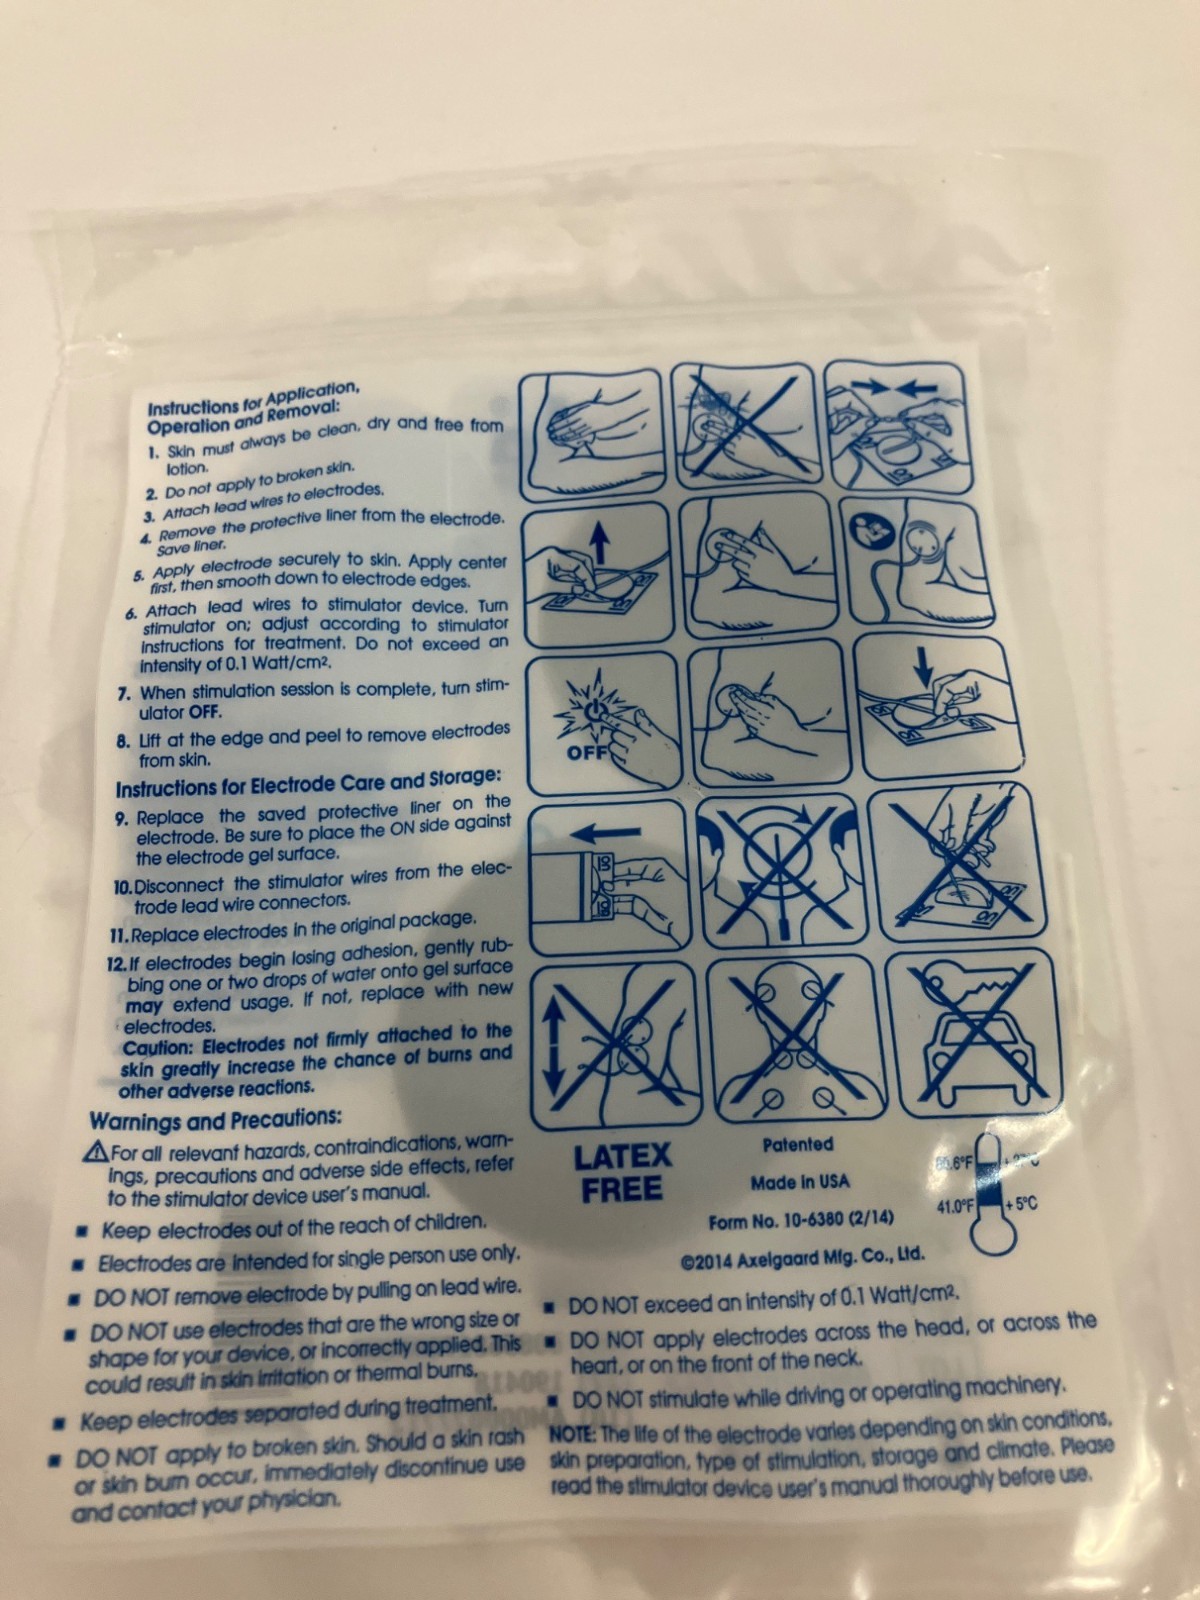 Instructions for Application,
Operation and Removal:
1. Skin must always be clean, dry and free from
lotion.
2. Do not apply to broken skin.
3. Attach lead wires to electrodes.
4. Remove the protective liner from the electrode.
Save liner.
5. Apply electrode securely to skin. Apply center
first, then smooth down to electrode edges.
6. Attach lead wires to stimulator device. Turn
stimulator on; adjust according to stimulator
instructions for treatment. Do not exceed an
intensity of 0.1 Watt/cm².
7. When stimulation session is complete, turn stim-
ulator OFF.
8. Lift at the edge and peel to remove electrodes
from skin.
Instructions for Electrode Care and Storage:
9. Replace the saved protective liner on the
electrode. Be sure to place the ON side against
the electrode gel surface.
10. Disconnect the stimulator wires from the elec-
trode lead wire connectors.
11. Replace electrodes in the original package.
12. If electrodes begin losing adhesion, gently rub-
bing one or two drops of water onto gel surface
may extend usage. If not, replace with new
electrodes.
Caution: Electrodes not firmly attached to the
skin greatly increase the chance of burns and
other adverse reactions.
Warnings and Precautions:
For all relevant hazards, contraindications, warn-
ings, precautions and adverse side effects, refer
to the stimulator device user's manual.
■ Keep electrodes out of the reach of children.
■ Electrodes are intended for single person use only.
■ DO NOT remove electrode by pulling on lead wire.
■ DO NOT use electrodes that are the wrong size or
shape for your device, or incorrectly applied. This
could result in skin irritation or thermal burns.
■ Keep electrodes separated during treatment.
■ DO NOT apply to broken skin. Should a skin rash
or skin burn occur, immediately discontinue use
and contact your physician.
OFF
LATEX
FREE
Patented
Made in USA
Form No. 10-6380 (2/14)
©2014 Axelgaard Mfg. Co., Ltd.
41.0°F +5°C
■ DO NOT exceed an intensity of 0.1 Watt/cm².
■ DO NOT apply electrodes across the head, or across the
heart, or on the front of the neck.
■ DO NOT stimulate while driving or operating machinery.
NOTE: The life of the electrode varies depending on skin conditions,
skin preparation, type of stimulation, storage and climate. Please
read the stimulator device user's manual thoroughly before use.